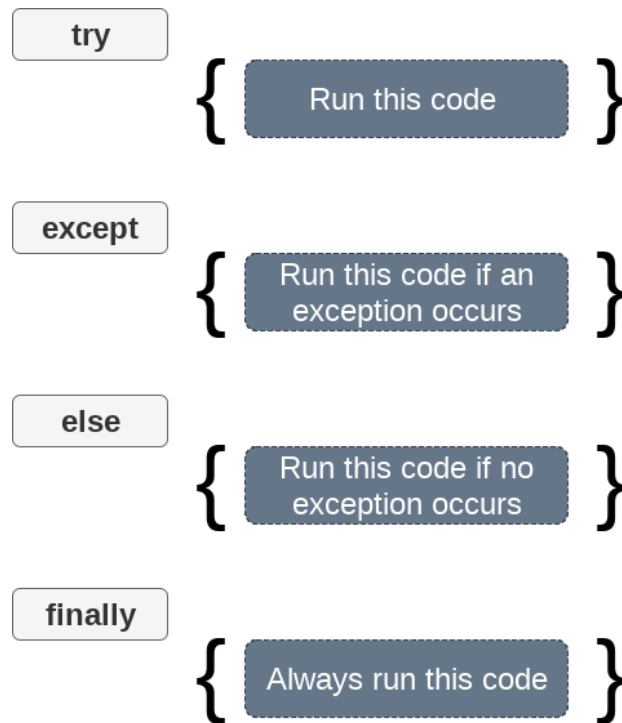 try
{ Run this code }
except
{ Run this code if an
exception occurs }
else
{ Run this code if no
exception occurs }
finally
{ Always run this code }